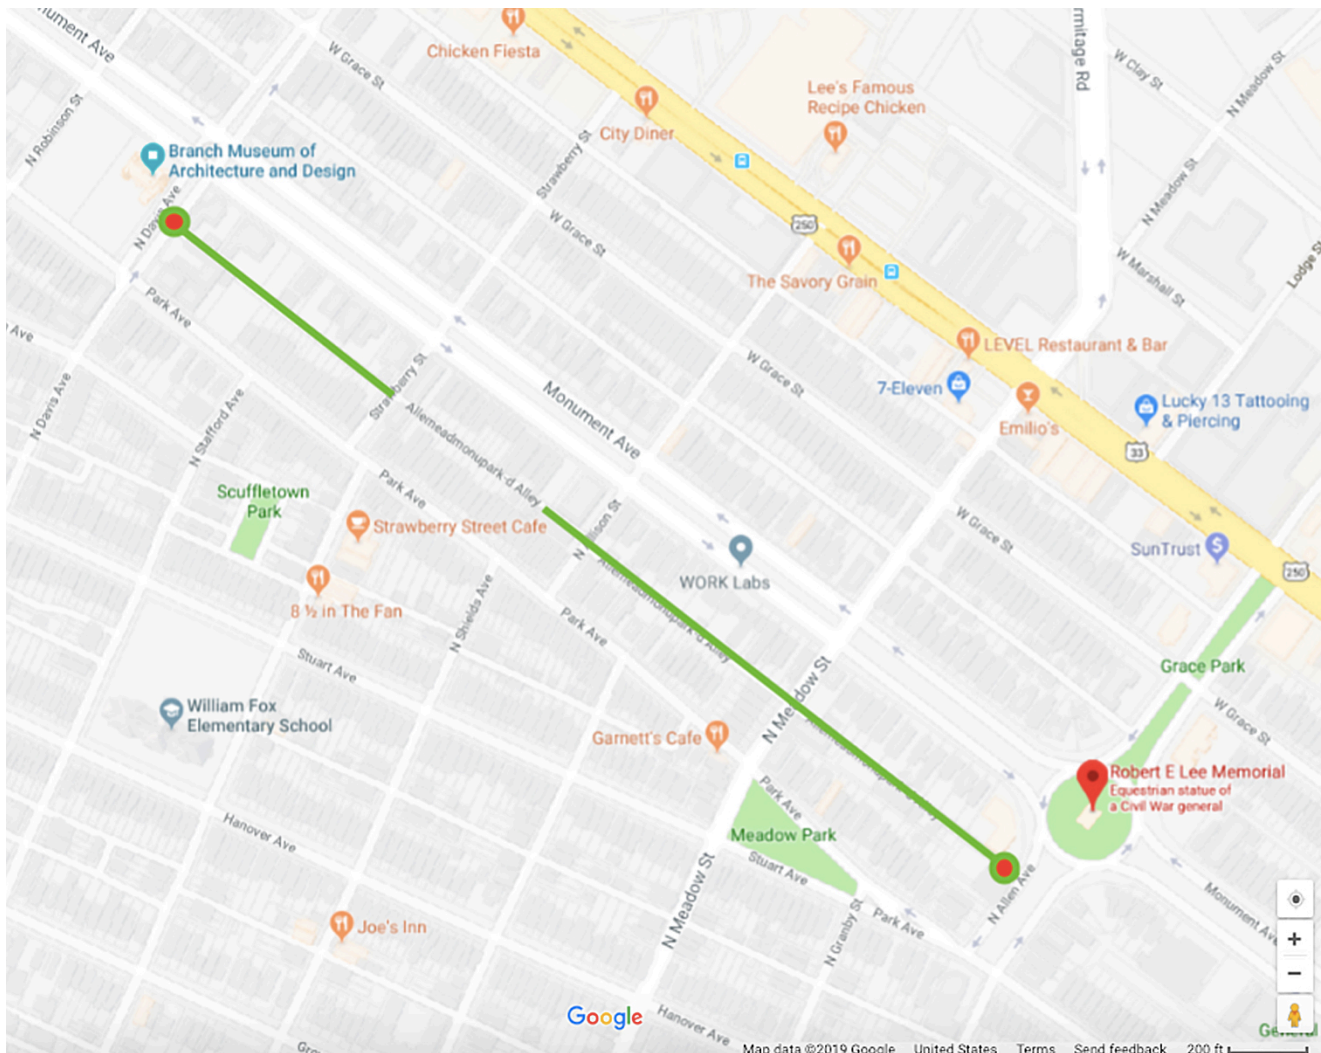 Monument Ave
Chicken Fiesta
W Grace St
City Diner
Lee's Famous
Recipe Chicken
rmitage Rd
W Clay St
N Meadow St
N Robinson St
Branch Museum of
Architecture and Design
Strawberry St
N Meadow St
N Davis Ave
W Grace St
250
The Savory Grain
W Marshall St
Lodge St
Park Ave
Ave
LEVEL Restaurant & Bar
7-Eleven
Lucky 13 Tattooing
& Piercing
Emilio's
W Grace St
Monument Ave
N Davis Ave
N Stafford Ave
Strawberry St
Allemeadmonupark-d Alley
33
Park Ave
Scuffletown
Park
Strawberry Street Cafe
W Grace St
SunTrust
250
WORK Labs
Allemeadmonupark-d Alley
8 ½ in The Fan
N Shields Ave
Park Ave
Stuart Ave
Grace Park
William Fox
Elementary School
N Meadow St
W Grace St
Garnett's Cafe
Robert E Lee Memorial
Equestrian statue of
a Civil War general
Park Ave
Meadow Park
Hanover Ave
Stuart Ave
N Meadow St
N Allen Ave
Monument Ave
Joe's Inn
N Granby St
Park Ave
Google
Hanover Ave
Map data ©2019 Google United States Terms Send feedback 200 ft